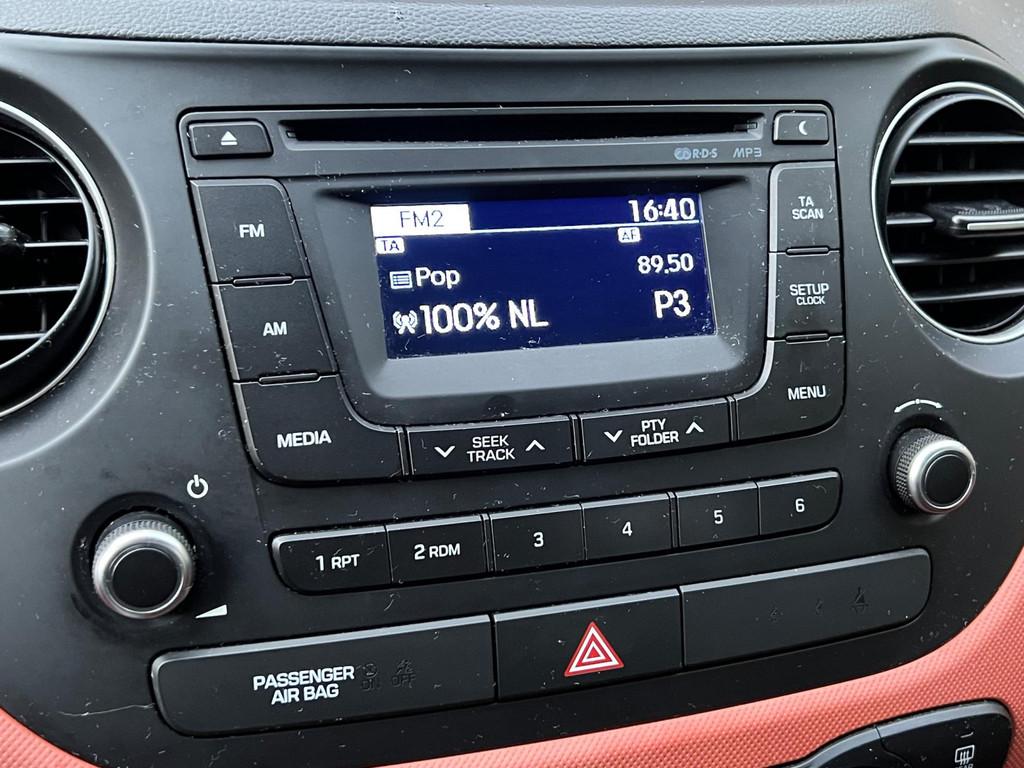 R·D·S MP3
FM
AM
MEDIA
FM2 16:40
TA AF
Pop 89.50
100% NL P3
TA
SCAN
SETUP
CLOCK
MENU
SEEK
TRACK
PTY
FOLDER
1 RPT
2 RDM
3
4
5
6
PASSENGER
AIR BAG
ON OFF